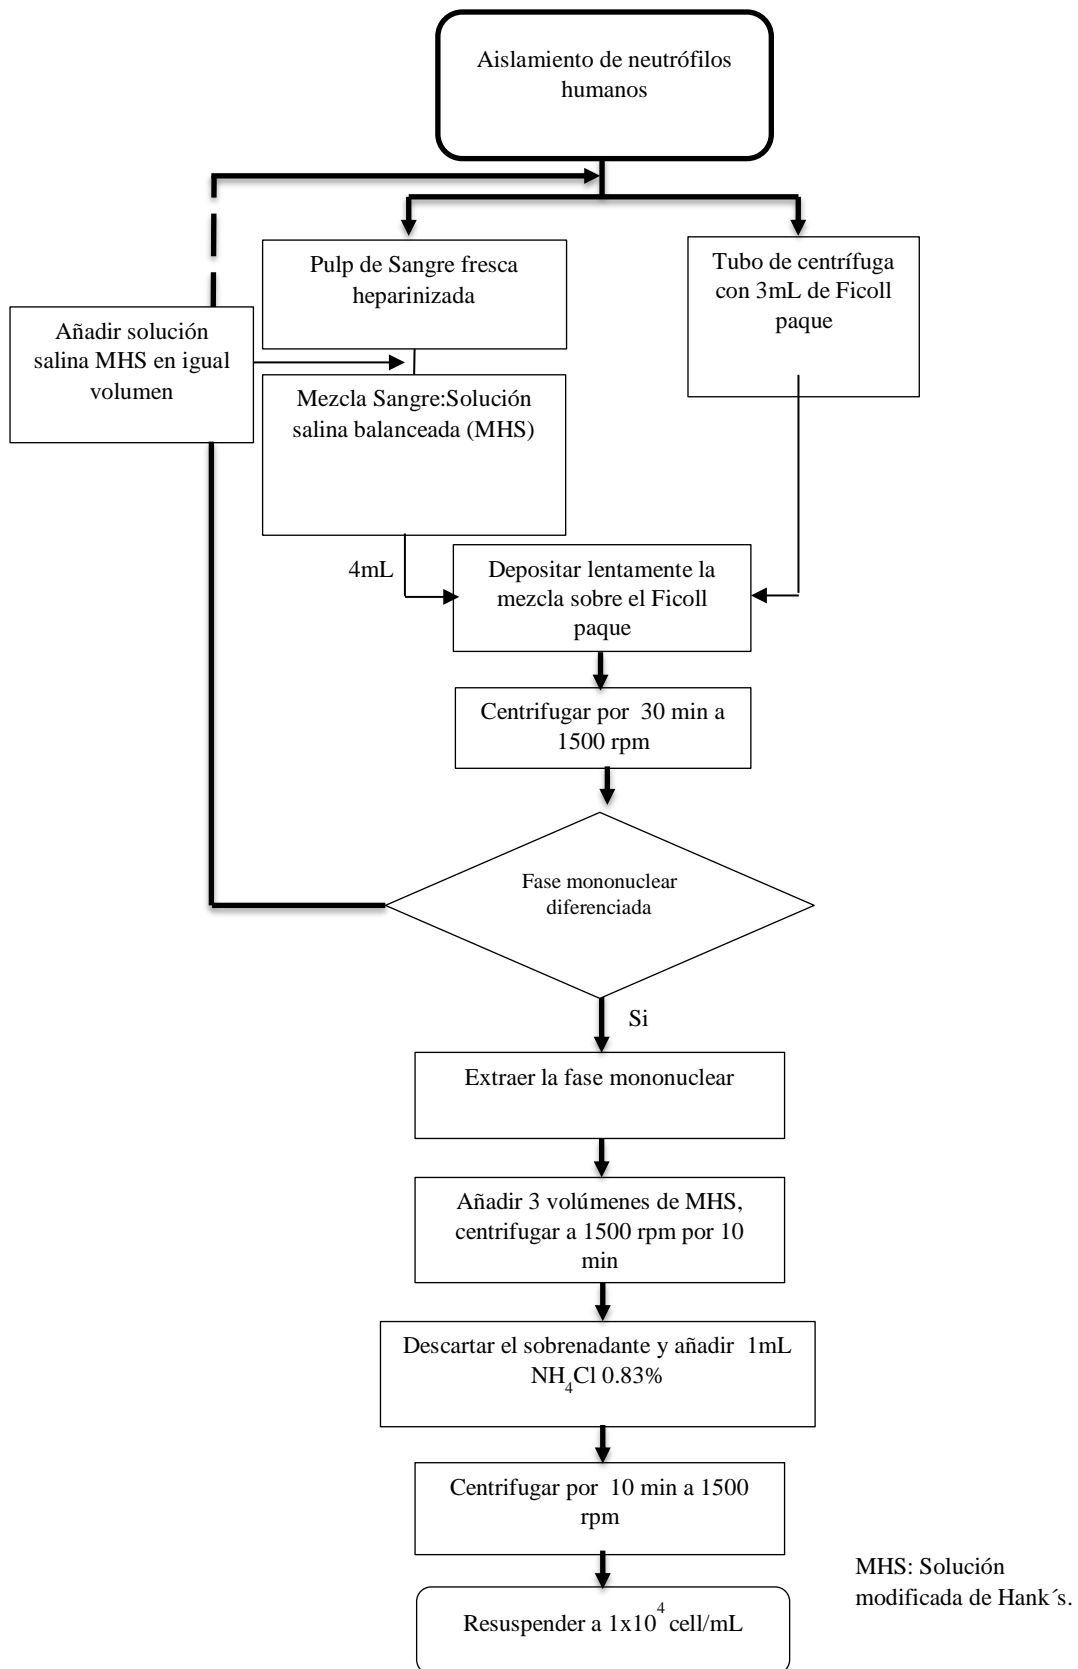 Aislamiento de neutrófilos
humanos
Pulp de Sangre fresca
heparinizada
Tubo de centrífuga
con 3mL de Ficoll
paque
Añadir solución
salina MHS en igual
volumen
Mezcla Sangre:Solución
salina balanceada (MHS)
4mL
Depositar lentamente la
mezcla sobre el Ficoll
paque
Centrifugar por  30 min a
1500 rpm
Fase mononuclear
diferenciada
Si
Extraer la fase mononuclear
Añadir 3 volúmenes de MHS,
centrifugar a 1500 rpm por 10
min
Descartar el sobrenadante y añadir  1mL
NH₄Cl 0.83%
Centrifugar por  10 min a 1500
rpm
Resuspender a 1x10⁴ cell/mL
MHS: Solución
modificada de Hank´s.